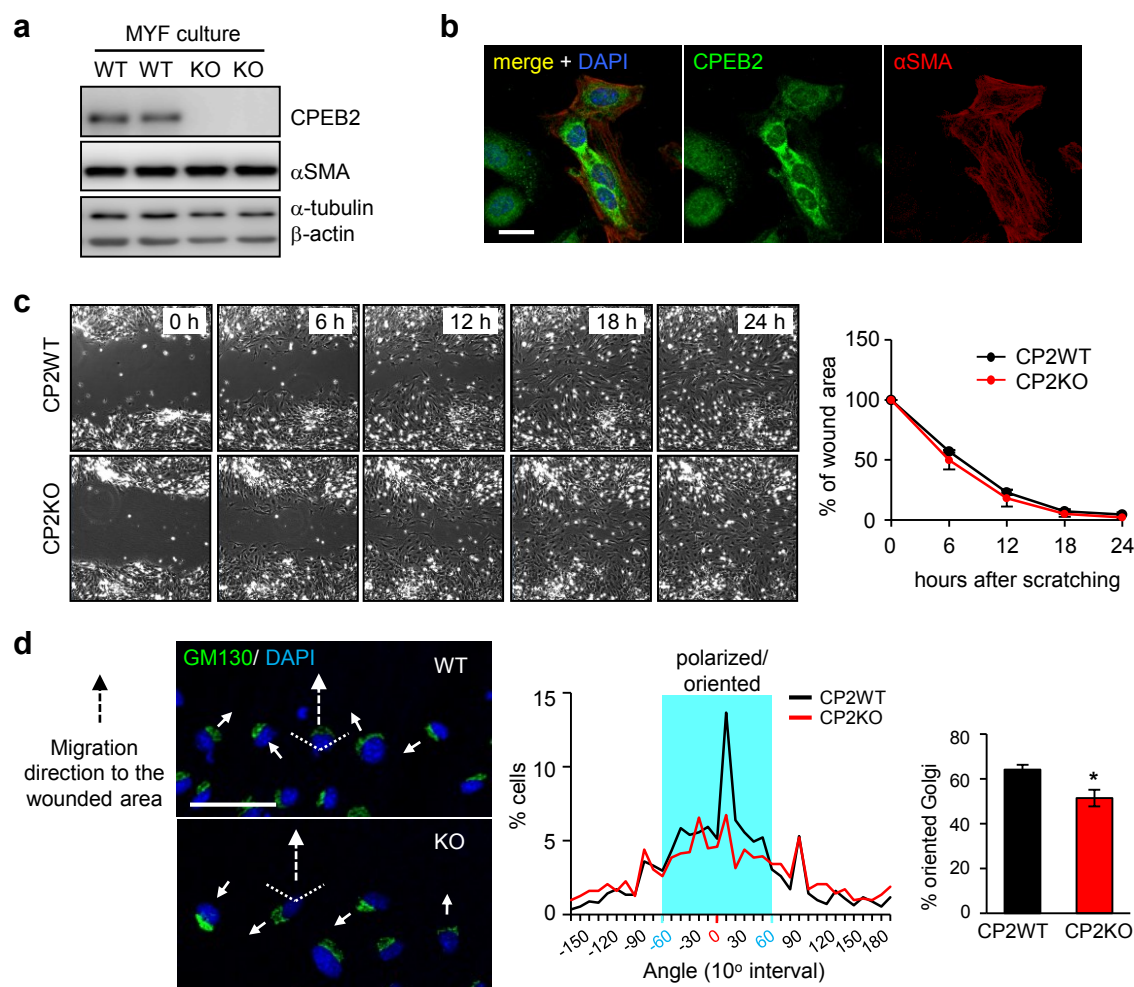 a
MYF culture
WT WT KO KO
CPEB2
αSMA
α-tubulin
β-actin
b
merge + DAPI
CPEB2
αSMA
c
0 h
6 h
12 h
18 h
24 h
CP2WT
CP2KO
CP2WT
CP2KO
% of wound area
100
50
0
0 6 12 18 24
hours after scratching
d
Migration
direction to the
wounded area
GM130/ DAPI
WT
KO
polarized/
oriented
CP2WT
CP2KO
% cells
15
10
5
0
-150 -120 -90 -60 -30 0 30 60 90 120 150 180
Angle (10o interval)
% oriented Golgi
80
60
40
20
0
*
CP2WT CP2KO